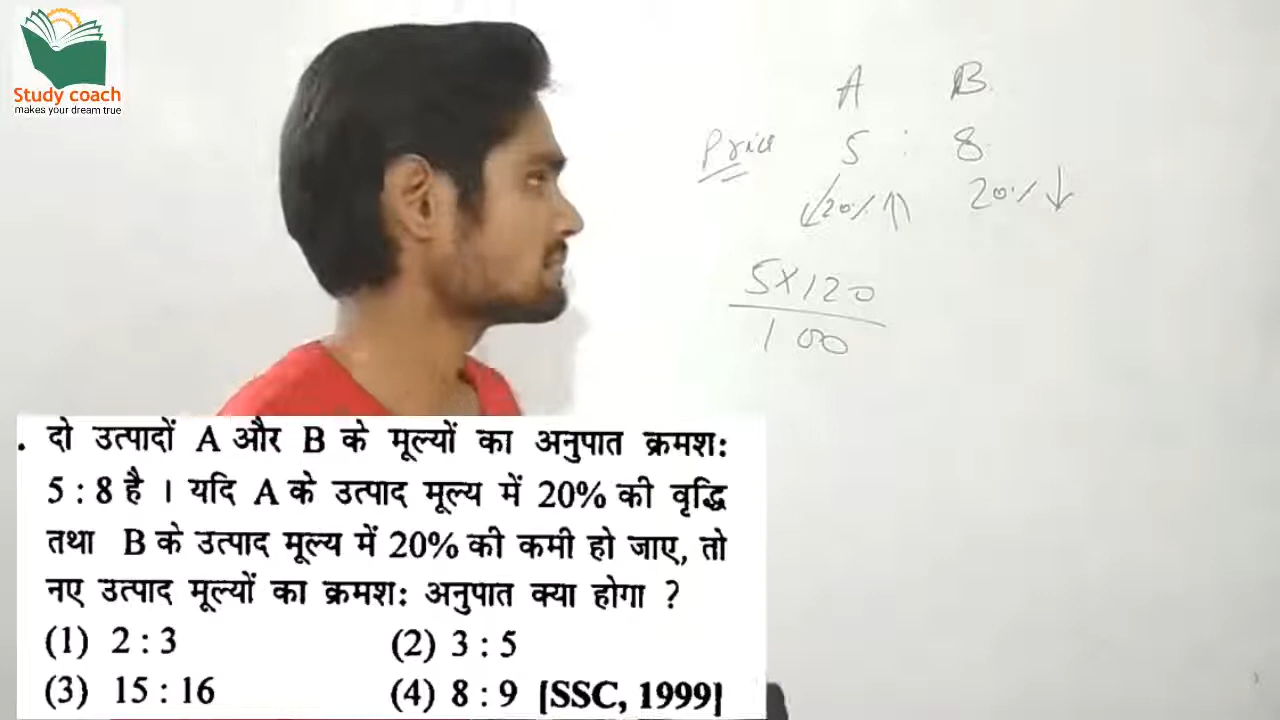 Study coach
makes your dream true
A B
Price 5 : 8
20% 20%
5×120
100
. दो उत्पादों A और B के मूल्यों का अनुपात क्रमश:
5 : 8 है । यदि A के उत्पाद मूल्य में 20% की वृद्धि
तथा B के उत्पाद मूल्य में 20% की कमी हो जाए, तो
नए उत्पाद मूल्यों का क्रमश: अनुपात क्या होगा ?
(1) 2 : 3 (2) 3 : 5
(3) 15 : 16 (4) 8 : 9 [SSC, 1999]